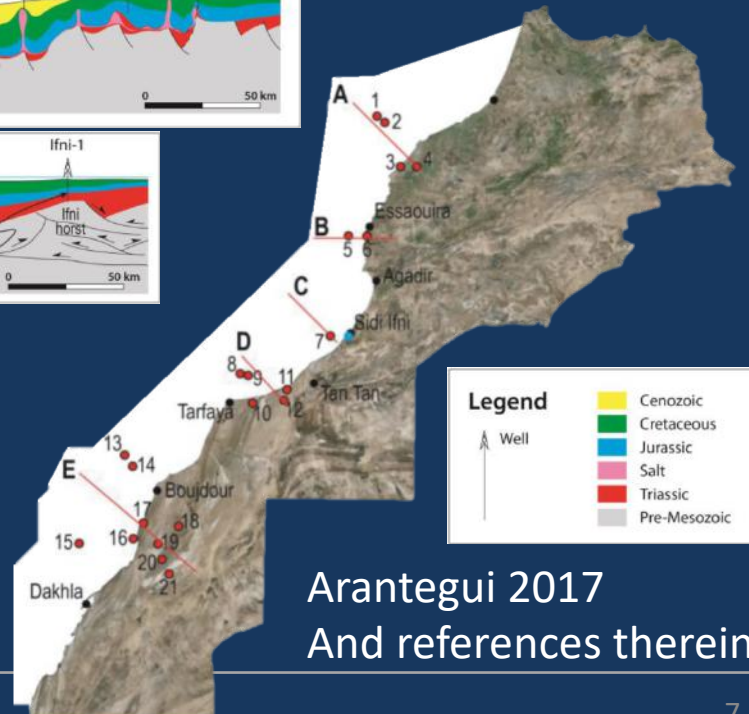 0 50 km
Ifni-1
Ifni
horst
0 50 km
A
1
2
3
4
Essaouira
B
5
6
Agadir
C
Sidi Ifni
7
D
8
9
11
Tan Tan
Tarfaya
10
12
13
14
E
Boujdour
17
18
15
16
19
20
21
Dakhla
Legend
Well
Cenozoic
Cretaceous
Jurassic
Salt
Triassic
Pre-Mesozoic
Arantegui 2017
And references therein
7